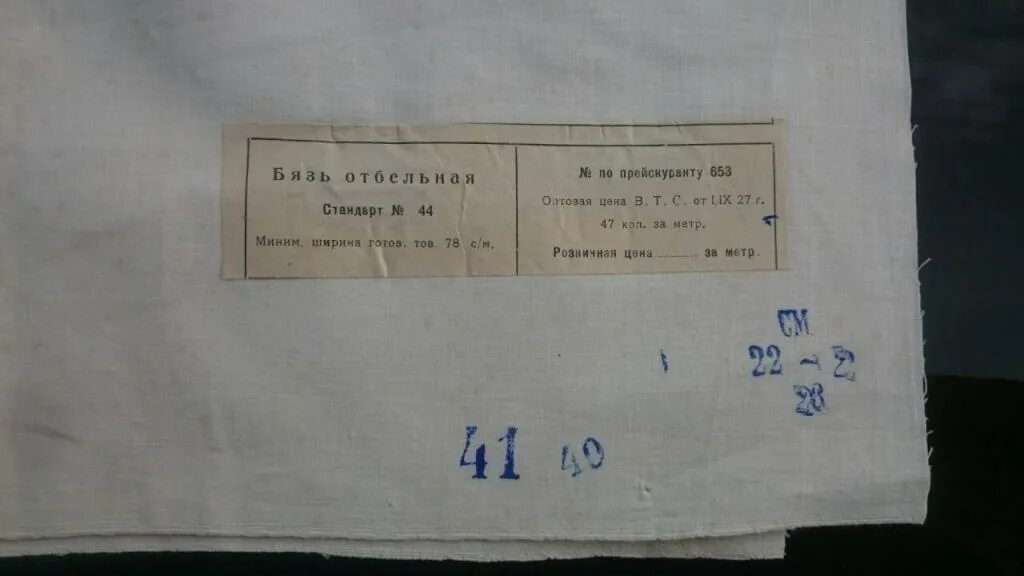 Бязь отбельная
Стандарт № 44
Миним. ширина готов. тов. 78 с/м.
№ по прейскуранту 653
Оптовая цена В. Т. С. от I,IX 27 г.
47 коп. за метр.
Розничная цена............ за метр.
СМ
22 - 2
28
41 40